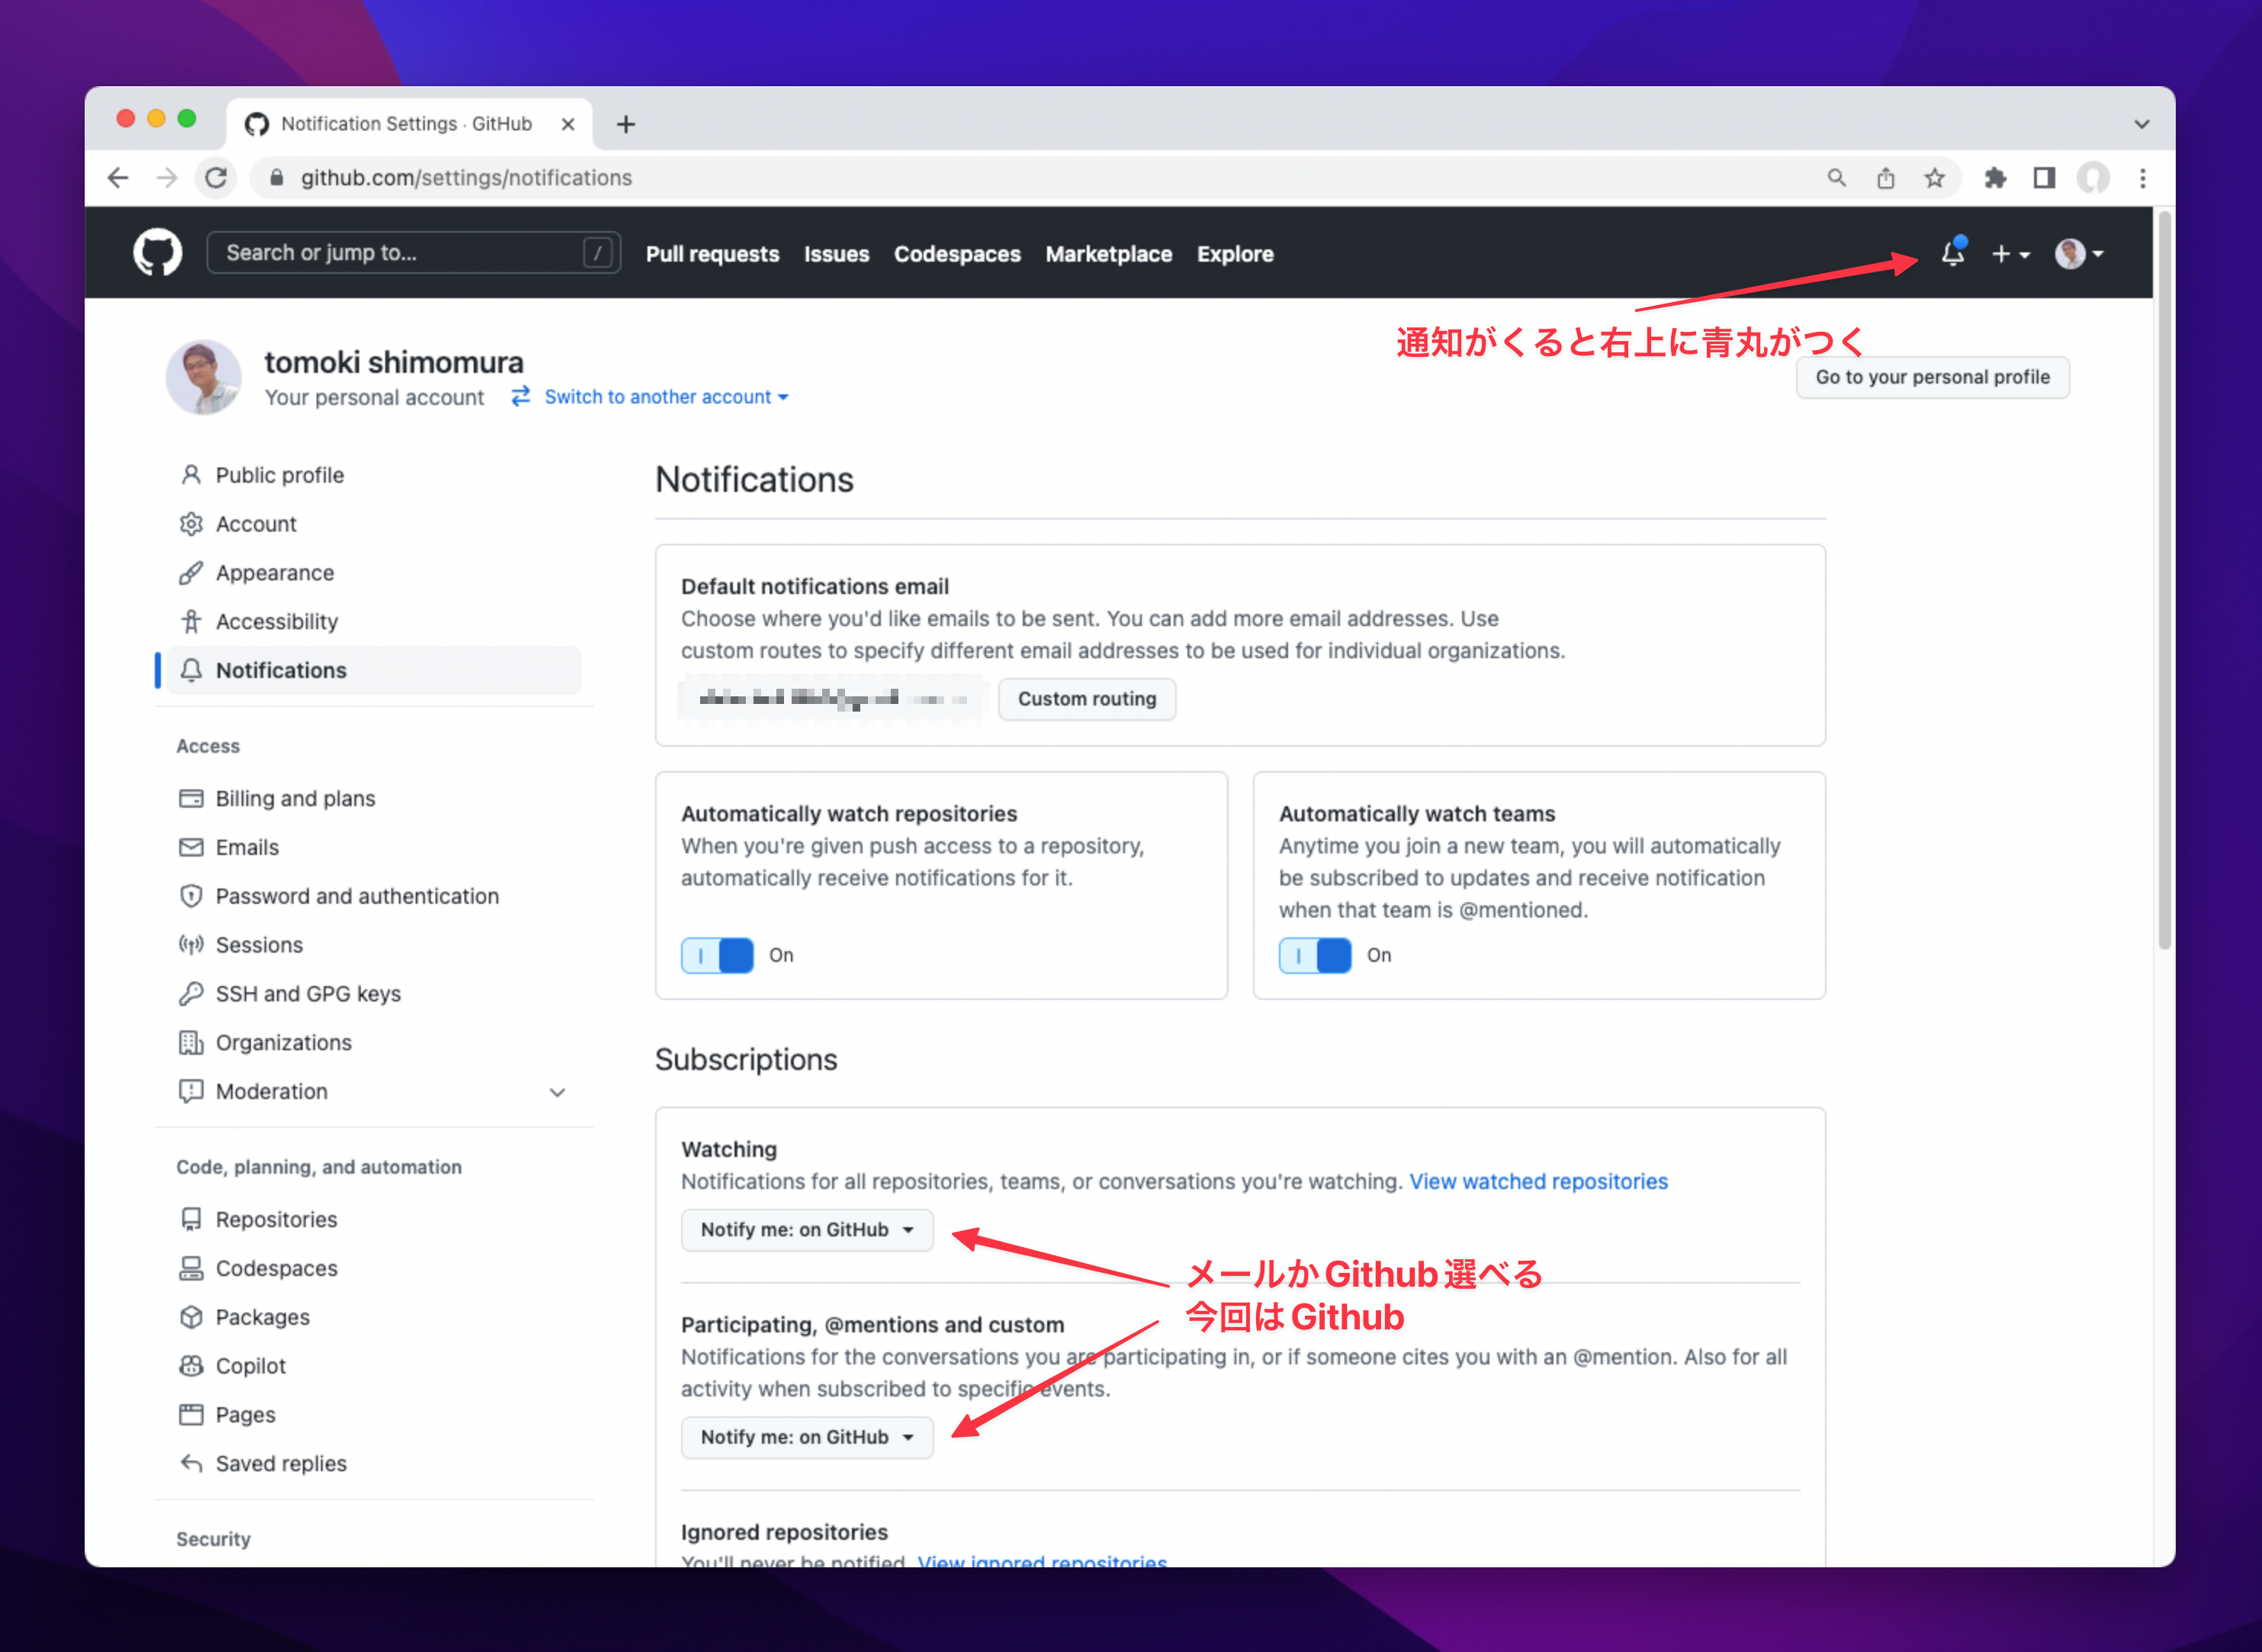 Notification Settings · GitHub
github.com/settings/notifications
Search or jump to... /
Pull requests Issues Codespaces Marketplace Explore
通知がくると右上に青丸がつく
tomoki shimomura
Your personal account Switch to another account
Go to your personal profile
Public profile
Account
Appearance
Accessibility
Notifications
Access
Billing and plans
Emails
Password and authentication
Sessions
SSH and GPG keys
Organizations
Moderation
Code, planning, and automation
Repositories
Codespaces
Packages
Copilot
Pages
Saved replies
Security
Notifications
Default notifications email
Choose where you'd like emails to be sent. You can add more email addresses. Use
custom routes to specify different email addresses to be used for individual organizations.
Custom routing
Automatically watch repositories
When you're given push access to a repository,
automatically receive notifications for it.
On
Automatically watch teams
Anytime you join a new team, you will automatically
be subscribed to updates and receive notification
when that team is @mentioned.
On
Subscriptions
Watching
Notifications for all repositories, teams, or conversations you're watching. View watched repositories
Notify me: on GitHub
メールかGithub選べる
今回はGithub
Participating, @mentions and custom
Notifications for the conversations you are participating in, or if someone cites you with an @mention. Also for all
activity when subscribed to specific events.
Notify me: on GitHub
Ignored repositories
You'll never be notified. View ignored repositories